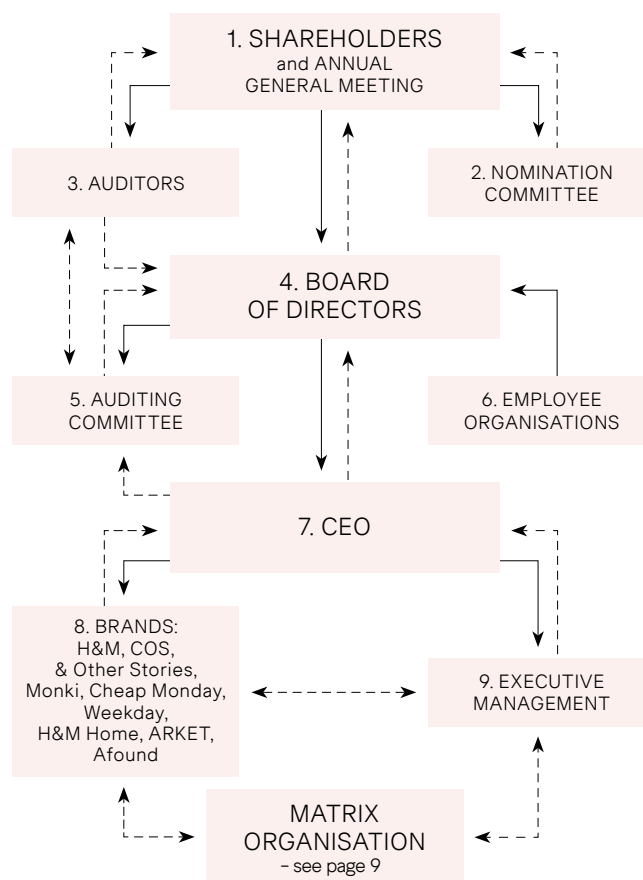 1. SHAREHOLDERS
and ANNUAL
GENERAL MEETING
3. AUDITORS
2. NOMINATION
COMMITTEE
4. BOARD
OF DIRECTORS
5. AUDITING
COMMITTEE
6. EMPLOYEE
ORGANISATIONS
7. CEO
8. BRANDS:
H&M, COS,
& Other Stories,
Monki, Cheap Monday,
Weekday,
H&M Home, ARKET,
Afound
9. EXECUTIVE
MANAGEMENT
MATRIX
ORGANISATION
– see page 9